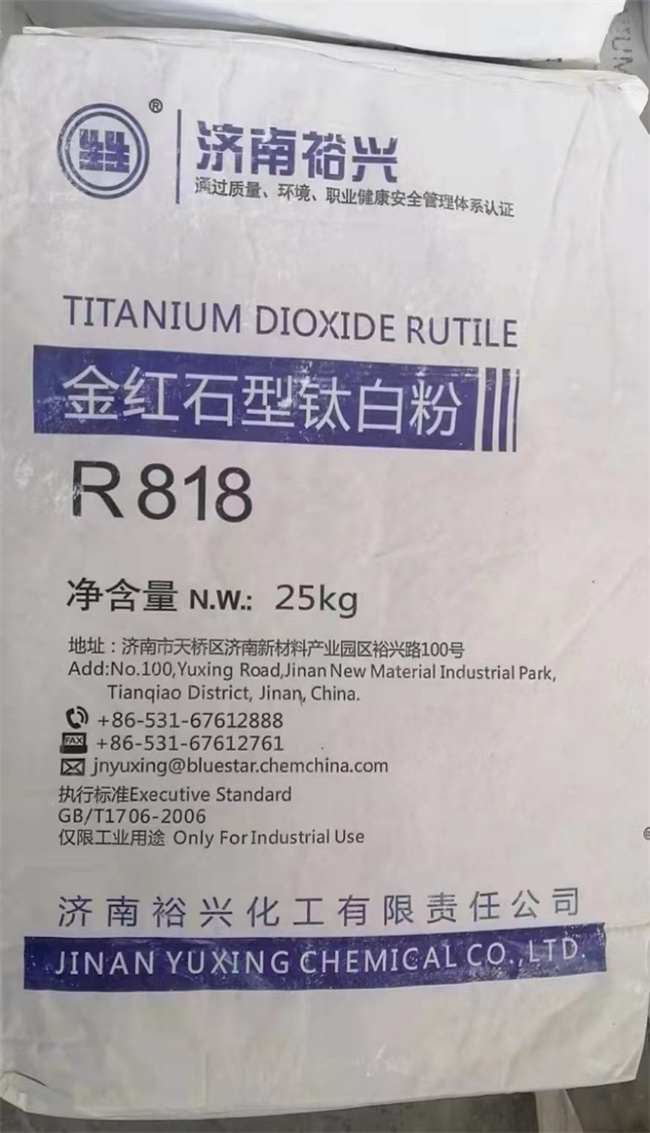 ®
济南裕兴
通过质量、环境、职业健康安全管理体系认证
TITANIUM DIOXIDE RUTILE
金红石型钛白粉
R818
净含量 N.W.: 25kg
地址：济南市天桥区济南新材料产业园区裕兴路100号
Add:No.100,Yuxing Road,Jinan New Material Industrial Park,
Tianqiao District, Jinan, China.
+86-531-67612888
FAX +86-531-67612761
jnyuxing@bluestar.chemchina.com
执行标准Executive Standard
GB/T1706-2006
仅限工业用途 Only For Industrial Use
济南裕兴化工有限责任公司
JINAN YUXING CHEMICAL CO.,LTD.